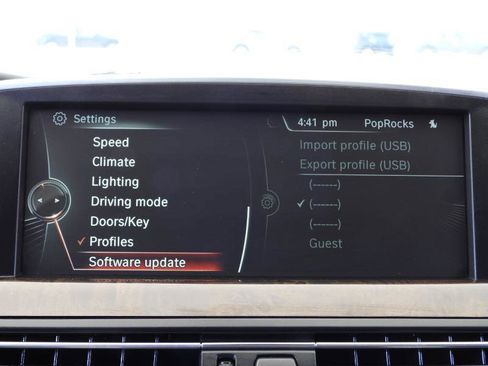 Settings
4:41 pm PopRocks
Speed
Climate
Lighting
Driving mode
Doors/Key
Profiles
Software update
Import profile (USB)
Export profile (USB)
(------)
(------)
(------)
Guest